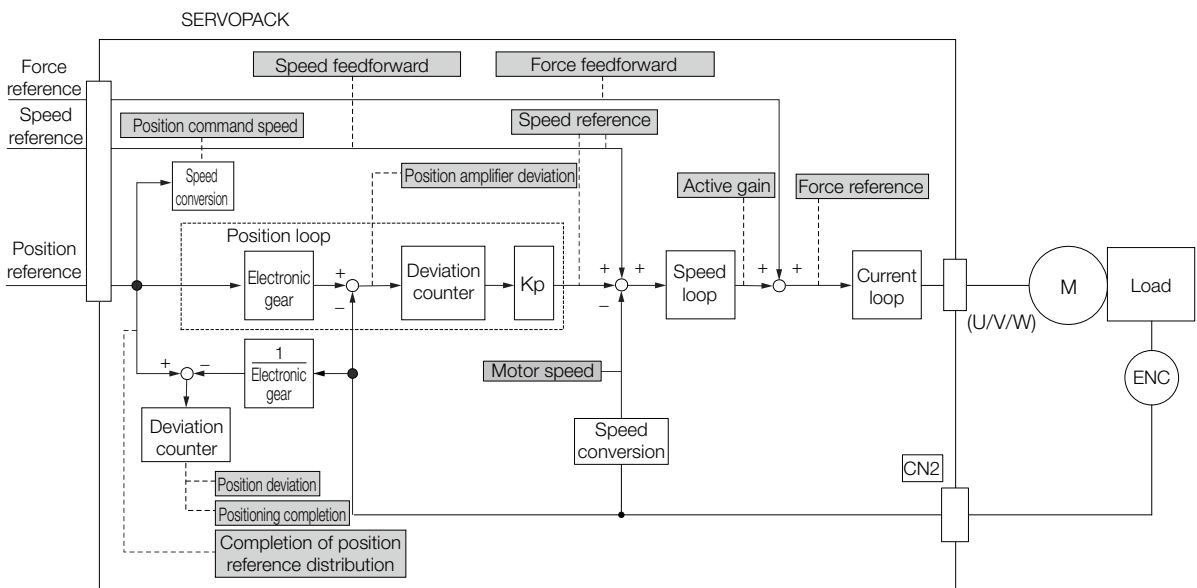 SERVOPACK
Force
reference
Speed
reference
Position
reference
Speed feedforward
Force feedforward
Position command speed
Speed reference
Speed
conversion
Position amplifier deviation
Active gain
Force reference
Position loop
Electronic
gear
+
−
Deviation
counter
Kp
+
+
−
Speed
loop
+
+
Current
loop
(U/V/W)
M
Load
ENC
+
−
1
Electronic
gear
Motor speed
Deviation
counter
Speed
conversion
CN2
Position deviation
Positioning completion
Completion of position
reference distribution